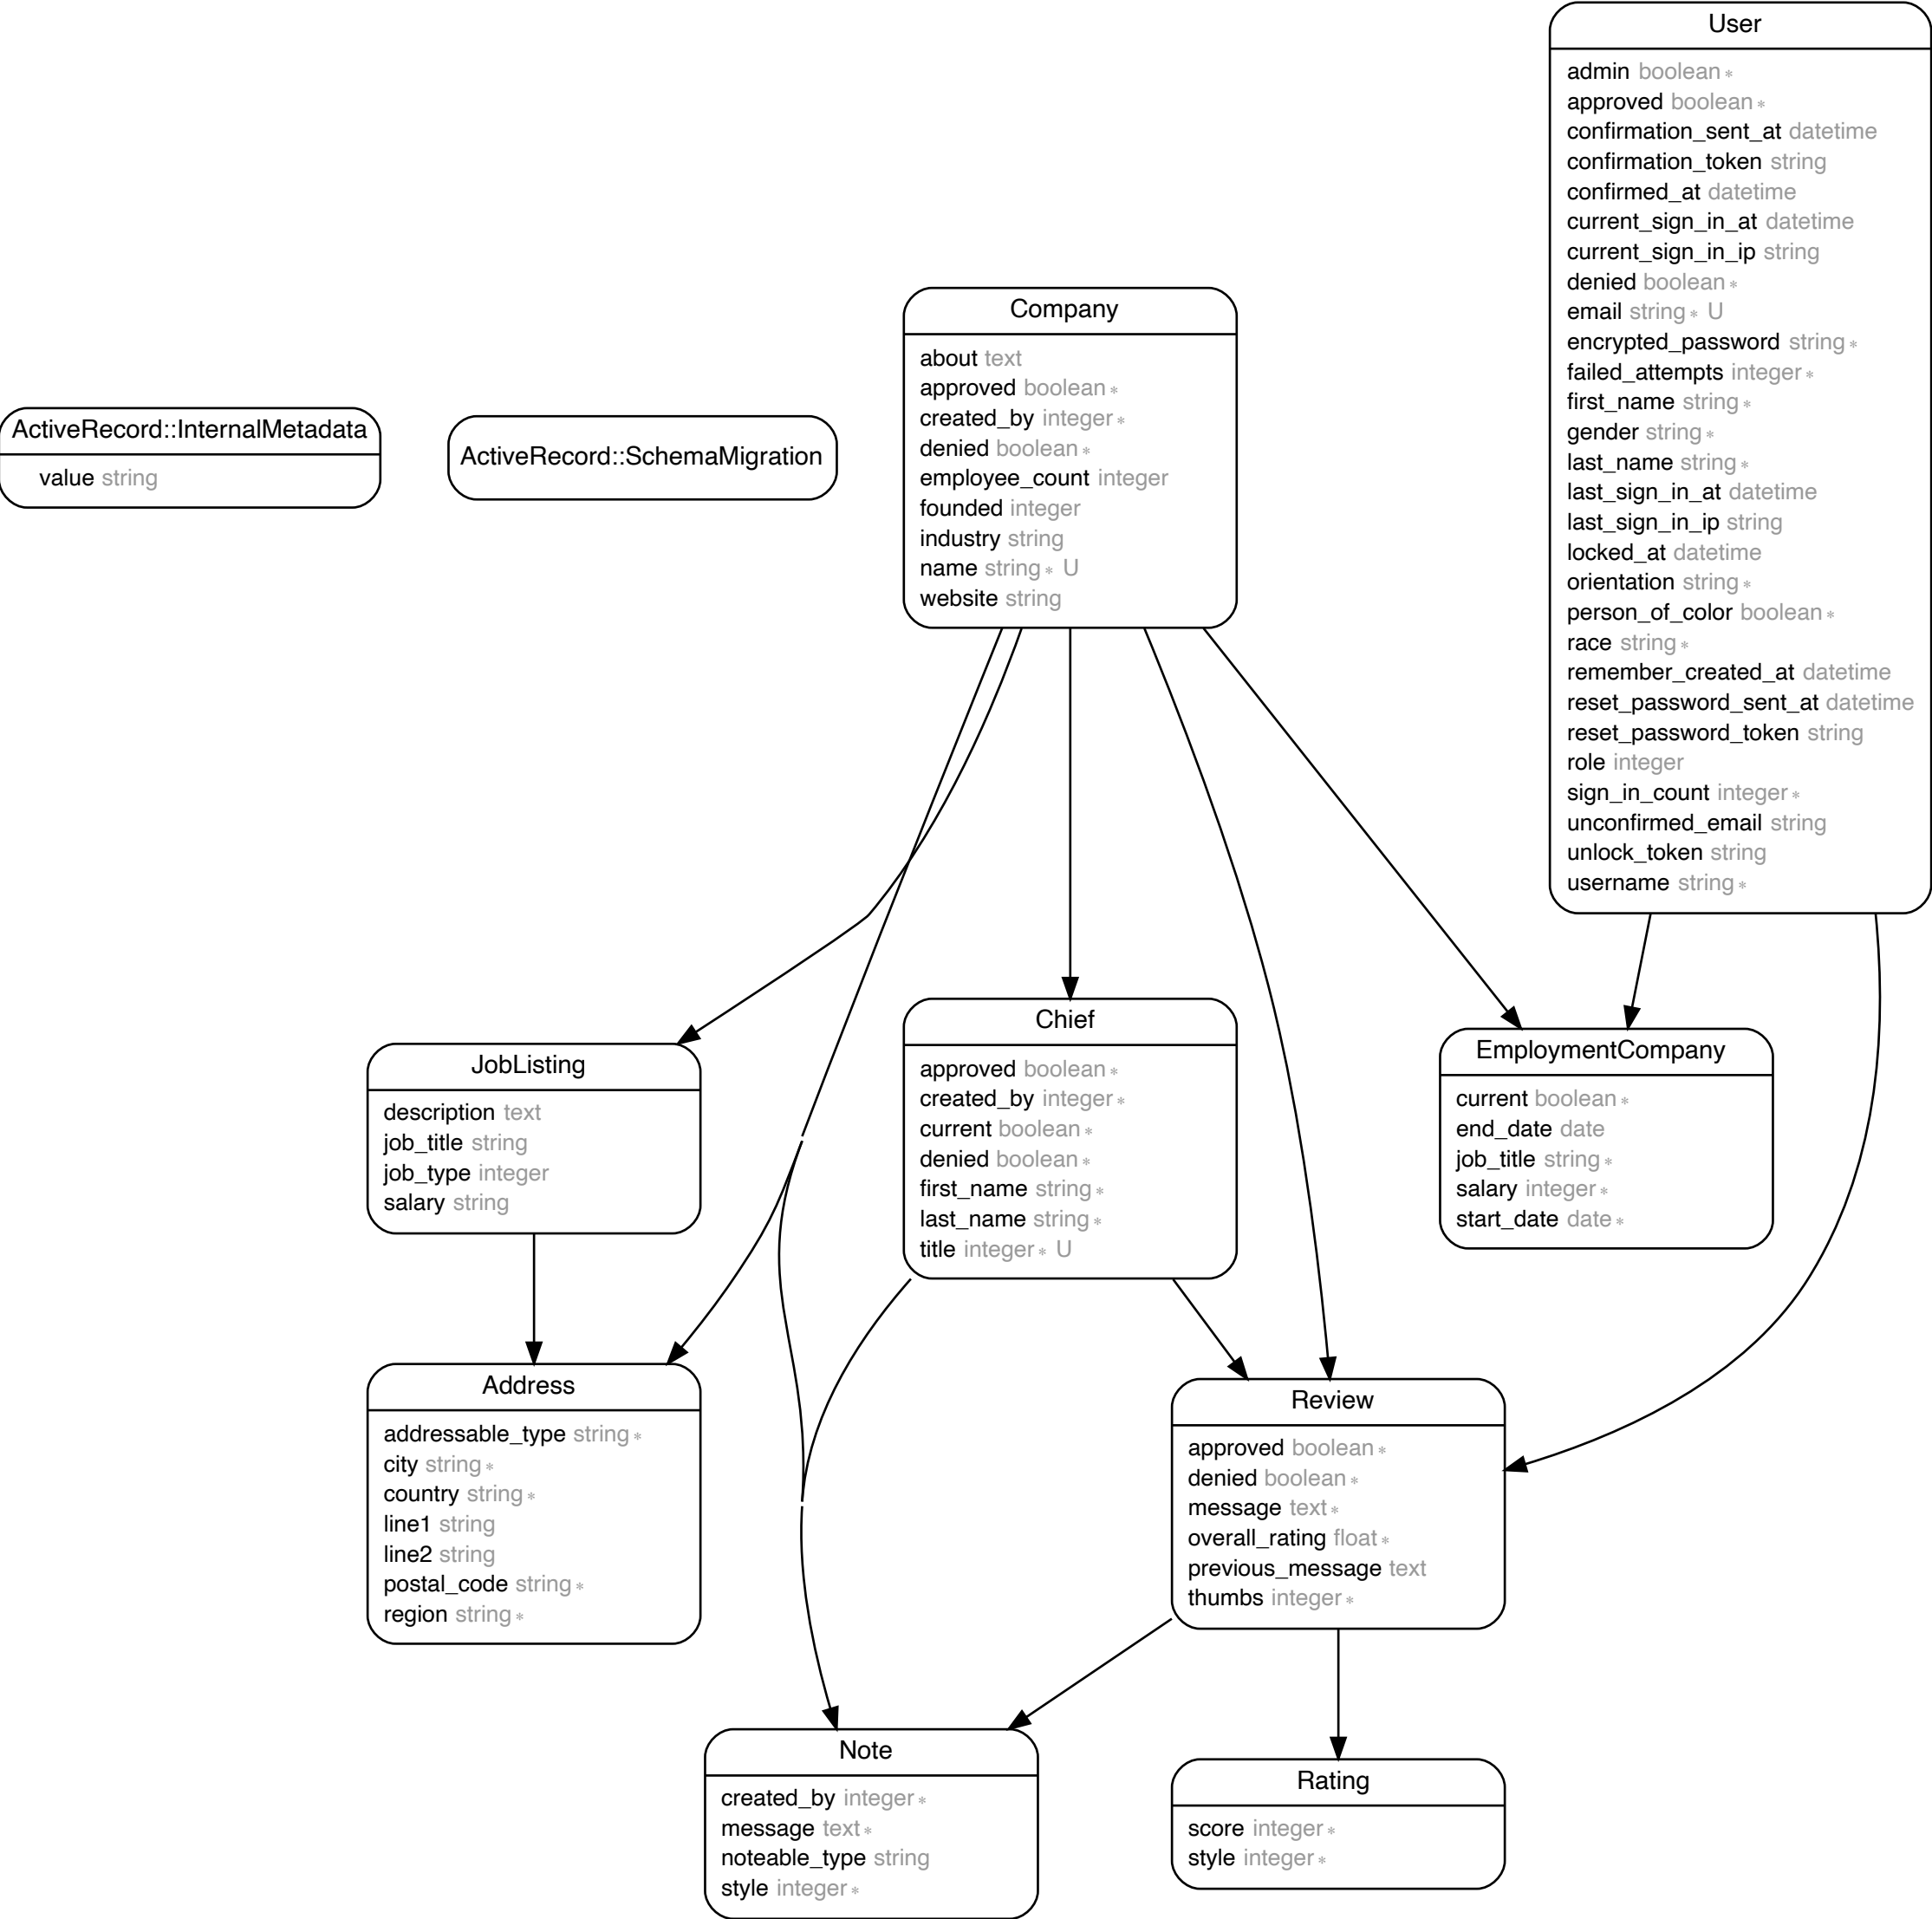 User
admin boolean *
approved boolean *
confirmation_sent_at datetime
confirmation_token string
confirmed_at datetime
current_sign_in_at datetime
current_sign_in_ip string
denied boolean *
email string * U
encrypted_password string *
failed_attempts integer *
first_name string *
gender string *
last_name string *
last_sign_in_at datetime
last_sign_in_ip string
locked_at datetime
orientation string *
person_of_color boolean *
race string *
remember_created_at datetime
reset_password_sent_at datetime
reset_password_token string
role integer
sign_in_count integer *
unconfirmed_email string
unlock_token string
username string *
Company
about text
approved boolean *
created_by integer *
denied boolean *
employee_count integer
founded integer
industry string
name string * U
website string
ActiveRecord::InternalMetadata
value string
ActiveRecord::SchemaMigration
JobListing
description text
job_title string
job_type integer
salary string
Chief
approved boolean *
created_by integer *
current boolean *
denied boolean *
first_name string *
last_name string *
title integer * U
EmploymentCompany
current boolean *
end_date date
job_title string *
salary integer *
start_date date *
Address
addressable_type string *
city string *
country string *
line1 string
line2 string
postal_code string *
region string *
Review
approved boolean *
denied boolean *
message text *
overall_rating float *
previous_message text
thumbs integer *
Note
created_by integer *
message text *
noteable_type string
style integer *
Rating
score integer *
style integer *